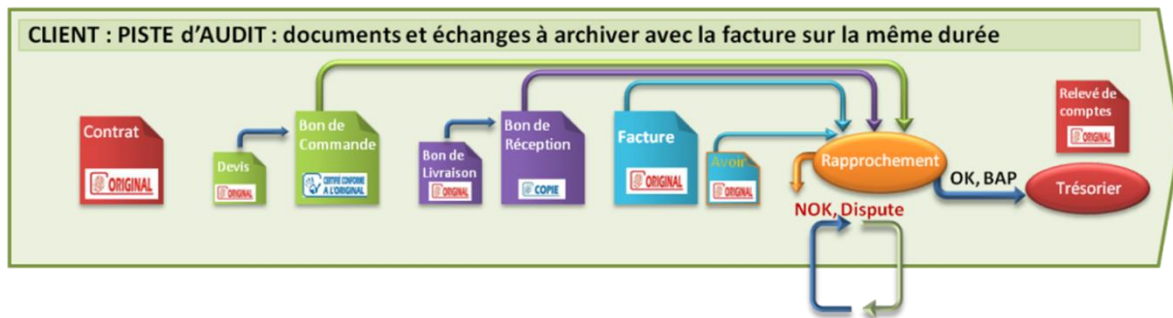 CLIENT : PISTE d'AUDIT : documents et échanges à archiver avec la facture sur la même durée
Contrat
ORIGINAL
Devis
ORIGINAL
Bon de
Commande
CERTIFIÉ CONFORME
A L'ORIGINAL
Bon de
Livraison
ORIGINAL
Bon de
Réception
COPIE
Facture
ORIGINAL
Avoir
ORIGINAL
Rapprochement
NOK, Dispute
OK, BAP
Relevé de
comptes
ORIGINAL
Trésorier